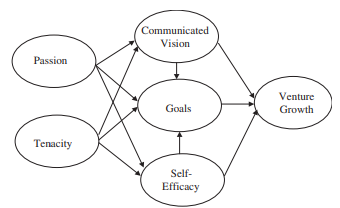 Communicated
Vision
Passion
Goals
Venture
Growth
Tenacity
Self-
Efficacy